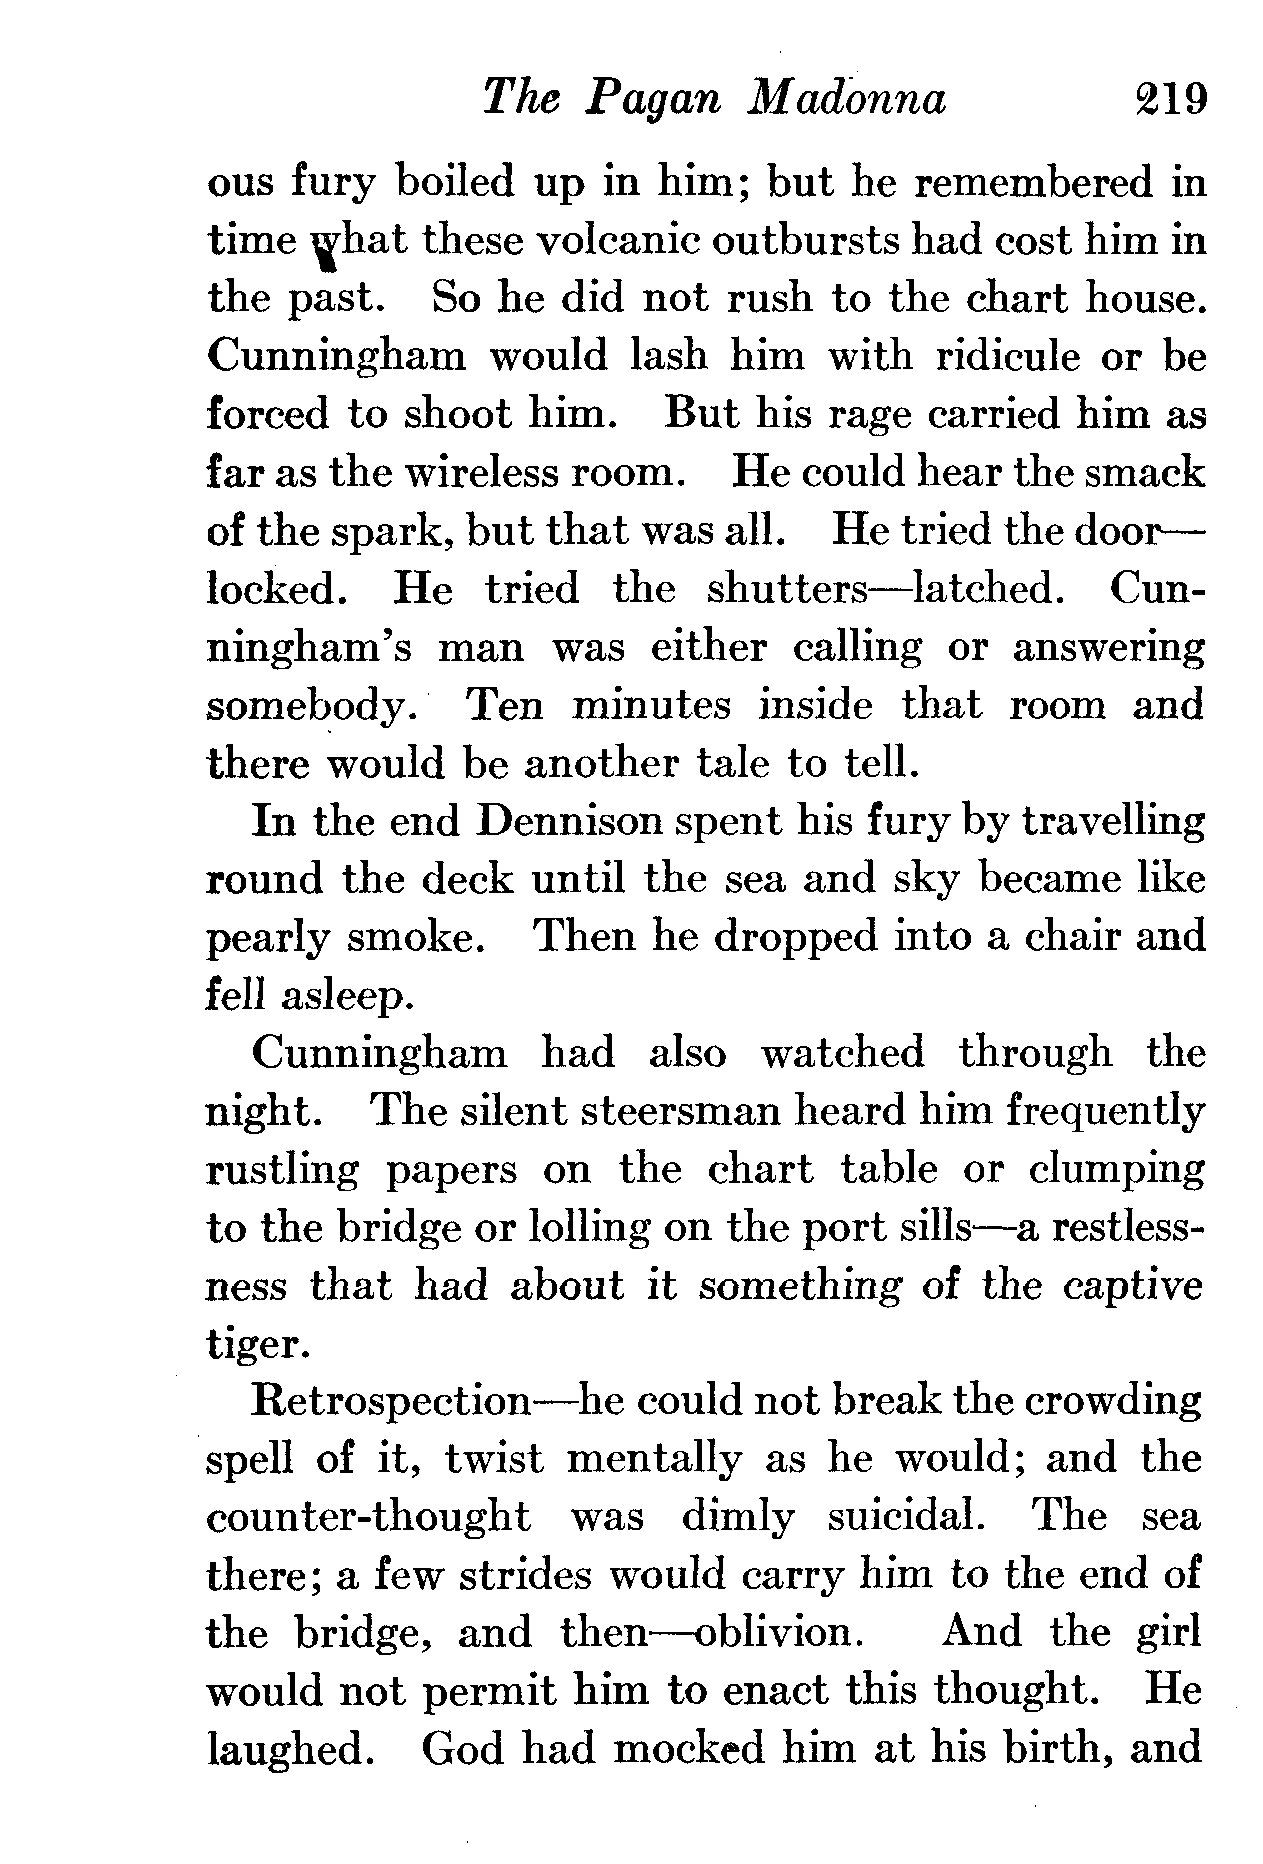 The Pagan Madonna 219
ous fury boiled up in him; but he remembered in
time what these volcanic outbursts had cost him in
the past. So he did not rush to the chart house.
Cunningham would lash him with ridicule or be
forced to shoot him. But his rage carried him as
far as the wireless room. He could hear the smack
of the spark, but that was all. He tried the door—
locked. He tried the shutters—latched. Cun-
ningham's man was either calling or answering
somebody. Ten minutes inside that room and
there would be another tale to tell.
In the end Dennison spent his fury by travelling
round the deck until the sea and sky became like
pearly smoke. Then he dropped into a chair and
fell asleep.
Cunningham had also watched through the
night. The silent steersman heard him frequently
rustling papers on the chart table or clumping
to the bridge or lolling on the port sills—a restless-
ness that had about it something of the captive
tiger.
Retrospection—he could not break the crowding
spell of it, twist mentally as he would; and the
counter-thought was dimly suicidal. The sea
there; a few strides would carry him to the end of
the bridge, and then—oblivion. And the girl
would not permit him to enact this thought. He
laughed. God had mocked him at his birth, and